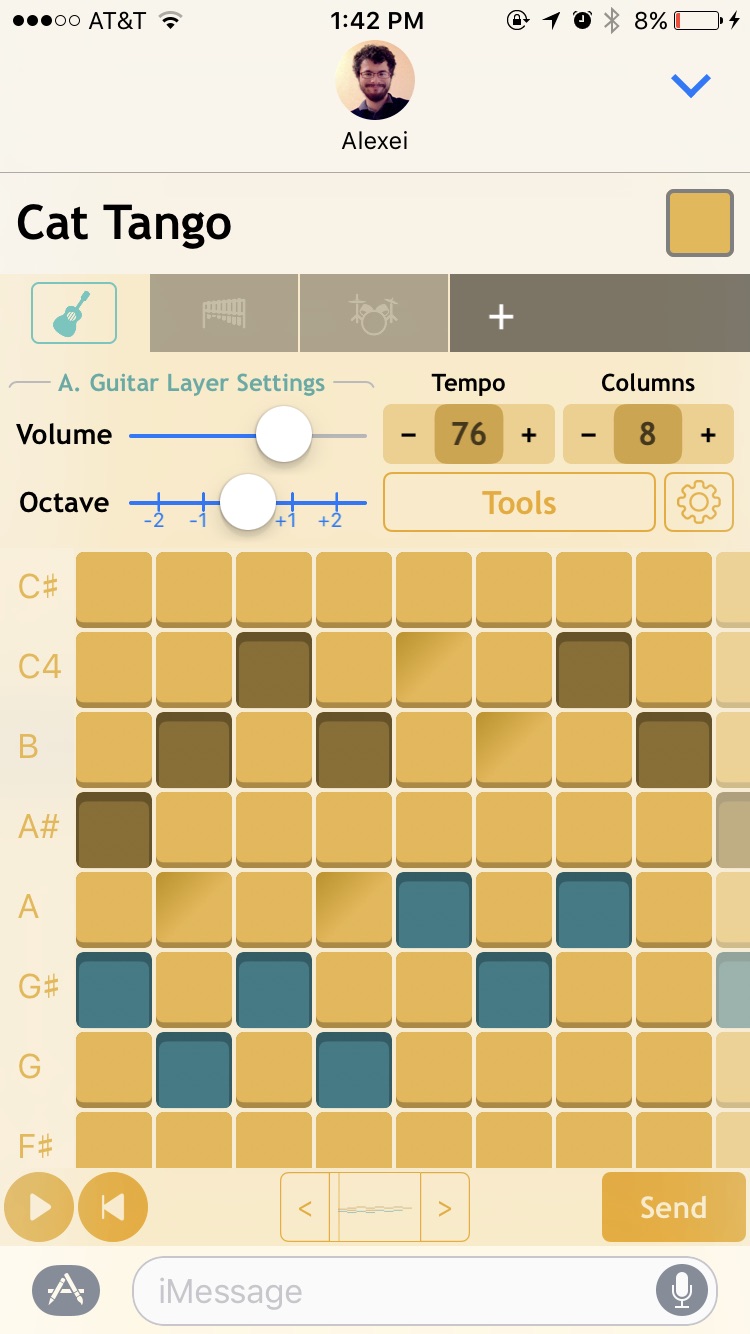 AT&T 1:42 PM 8%
Alexei
Cat Tango
+
A. Guitar Layer Settings Tempo Columns
Volume - 76 + - 8 +
Octave -2 -1 +1 +2 Tools
C#
C4
B
A#
A
G#
G
F#
< > Send
iMessage